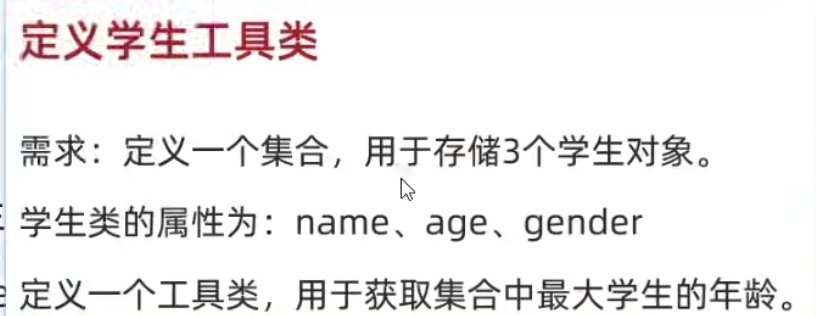 定义学生工具类
需求：定义一个集合，用于存储3个学生对象。
学生类的属性为：name、age、gender
定义一个工具类，用于获取集合中最大学生的年龄。